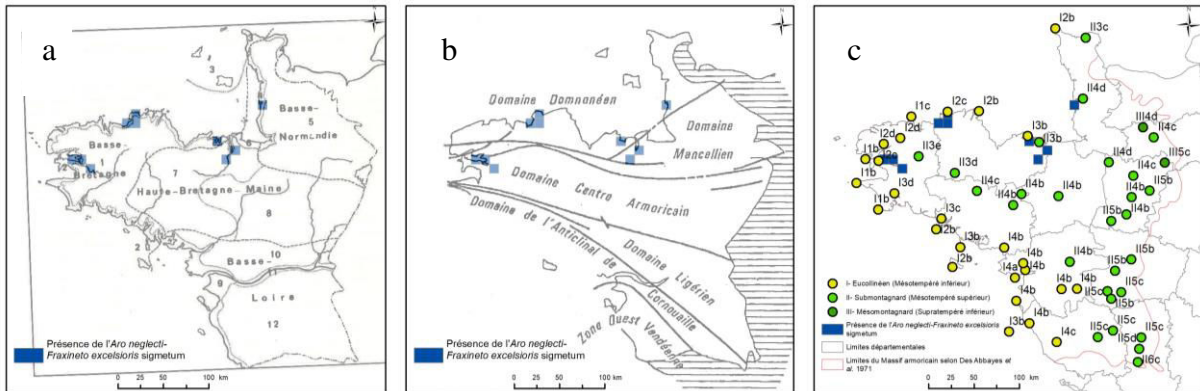 a
N
3
Basse-
5
Normandie
4
6
Basse-
1
Bretagne
2
7
Haute-Bretagne-Maine
8
2
Basse-
10
9
11
Loire
12
Présence de l'Aro neglecti-
Fraxineto excelsioris sigmetum
0 25 50 100 km
b
N
Domaine Domnonéen
Domaine
Mancellien
Domaine Centre Armoricain
Domaine de l'Anticlinal de Cornouaille
Domaine Ligérien
Zone Ouest Vendéenne
Présence de l'Aro neglecti-
Fraxineto excelsioris sigmetum
0 25 50 100 km
c
N
I2b
II3c
II4d
I1c
I2c
I2b
I2d
I2d
I3b
II3b
III4d
II4c
III5c
I1b
II3e
II3d
II4d
II4c
I1b
I3d
II4c
II4b
II4b
II4b
II4b
II5b
I1b
I3c
I2b
I3b
I4b
I2b
I4b
I4a
I4b
II4b
II5b
II5b
I4b
I4b
II5c
II5b
I4b
I3b
I4b
I4c
II5c
II5c
II5c
II5d
II6c
I- Eucollinéen (Mésotempéré inférieur)
II- Submontagnard (Mésotempéré supérieur)
III- Mésomontagnard (Supratempéré inférieur)
Présence de l'Aro neglecti-Fraxineto excelsioris
sigmetum
Limites départementales
Limites du Massif armoricain selon Des Abbayes et
al. 1971
0 25 50 100 km